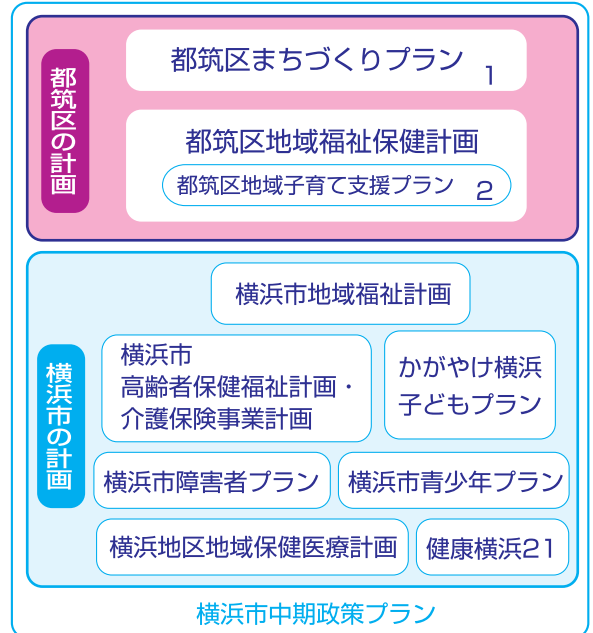 都筑区の計画
都筑区まちづくりプラン 1
都筑区地域福祉保健計画
都筑区地域子育て支援プラン 2
横浜市の計画
横浜市地域福祉計画
横浜市
高齢者保健福祉計画・
介護保険事業計画
かがやけ横浜
子どもプラン
横浜市障害者プラン
横浜市青少年プラン
横浜地区地域保健医療計画
健康横浜21
横浜市中期政策プラン